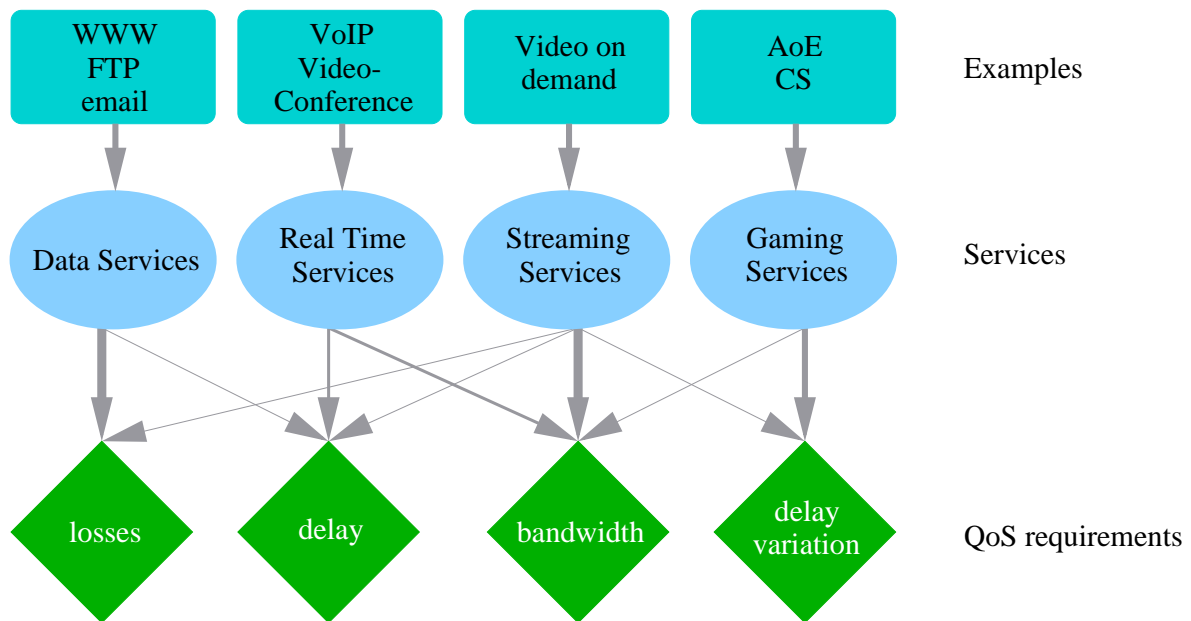 WWW
FTP
email
VoIP
Video-
Conference
Video on
demand
AoE
CS
Examples
Data Services
Real Time
Services
Streaming
Services
Gaming
Services
Services
losses
delay
bandwidth
delay
variation
QoS requirements